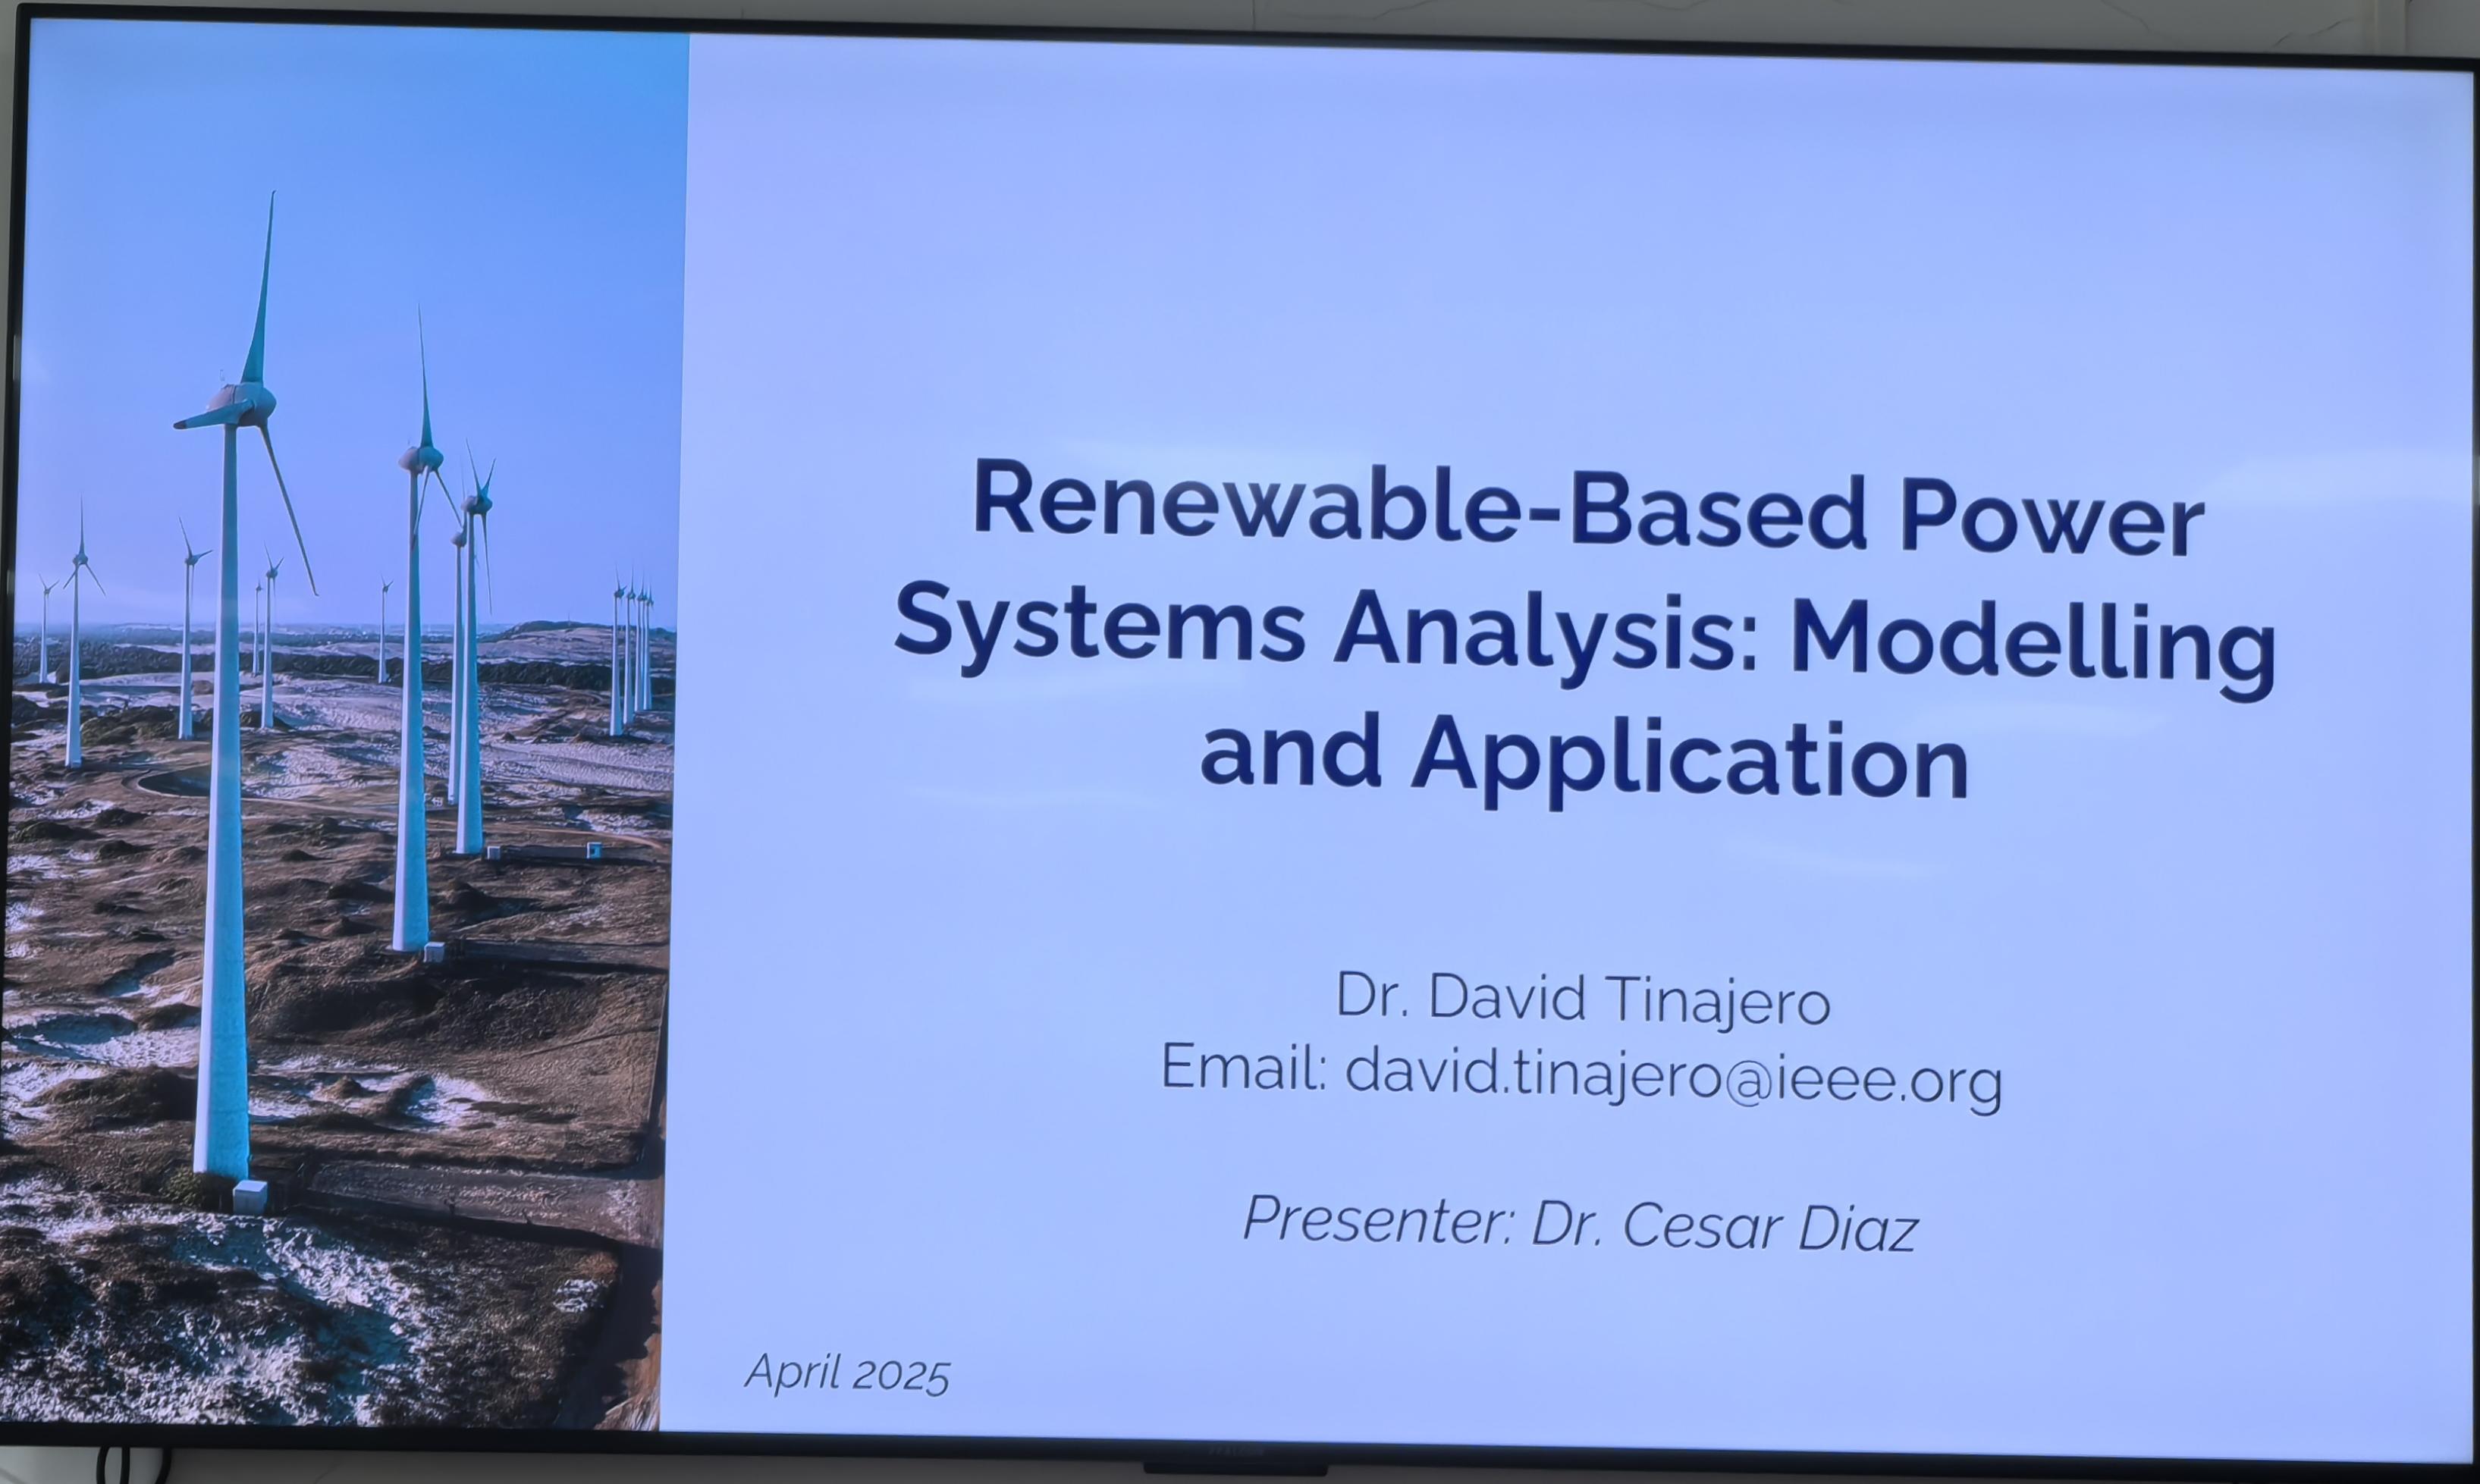 Renewable-Based Power
Systems Analysis: Modelling
and Application
Dr. David Tinajero
Email: david.tinajero@ieee.org
Presenter: Dr. Cesar Diaz
April 2025